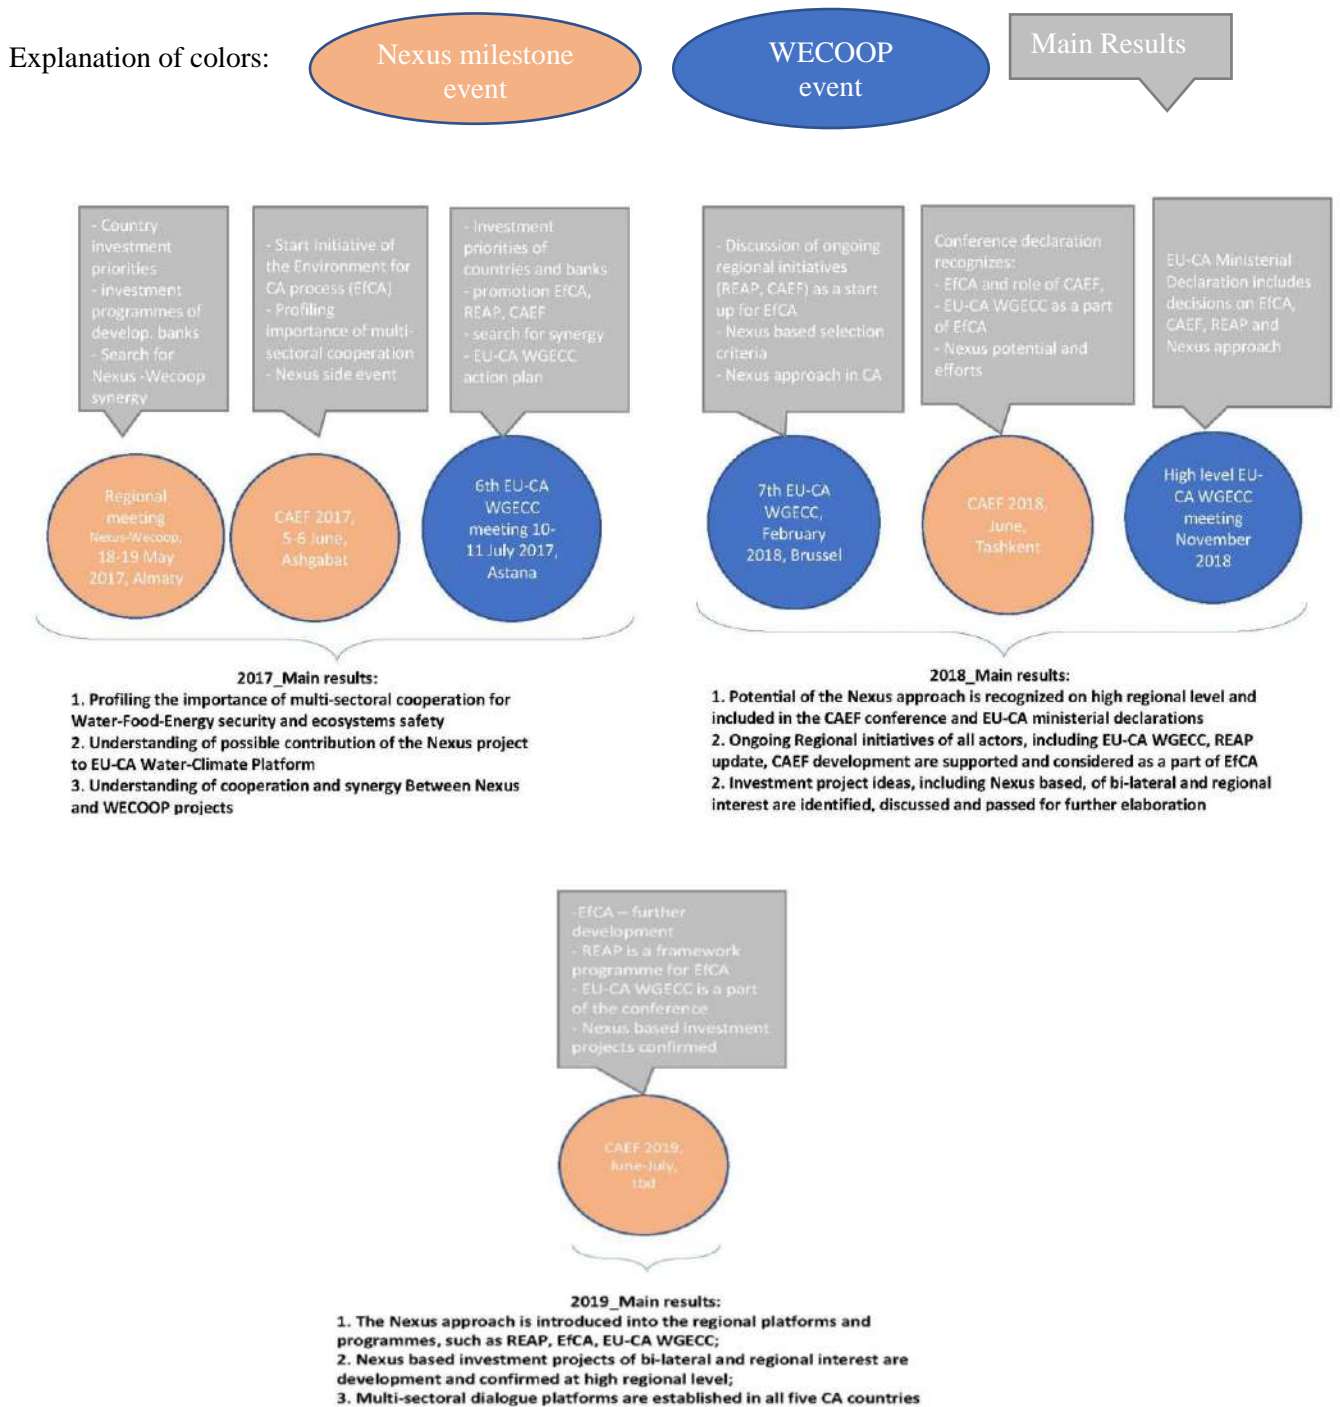 Explanation of colors:
Nexus milestone
event
WECOOP
event
Main Results
- Country
investment
priorities
- investment
programmes of
develop. banks
- Search for
Nexus -Wecoop
synergy
- Start Initiative of
the Environment for
CA process (EfCA)
- Profiling
importance of multi-
sectoral cooperation
- Nexus side event
- Investment
priorities of
countries and banks
- promotion EfCA,
REAP, CAEF
- search for synergy
- EU-CA WGECC
action plan
- Discussion of ongoing
regional initiatives
(REAP, CAEF) as a start
up for EfCA
- Nexus based selection
criteria
- Nexus approach in CA
Conference declaration
recognizes:
- EfCA and role of CAEF,
- EU-CA WGECC as a part
of EfCA
- Nexus potential and
efforts
EU-CA Ministerial
Declaration includes
decisions on EfCA,
CAEF, REAP and
Nexus approach
Regional
meeting
Nexus-Wecoop,
18-19 May
2017, Almaty
CAEF 2017,
5-6 June,
Ashgabat
6th EU-CA
WGECC
meeting 10-
11 July 2017,
Astana
7th EU-CA
WGECC,
February
2018, Brussel
CAEF 2018,
June,
Tashkent
High level EU-
CA WGECC
meeting
November
2018
2017_Main results:
1. Profiling the importance of multi-sectoral cooperation for
Water-Food-Energy security and ecosystems safety
2. Understanding of possible contribution of the Nexus project
to EU-CA Water-Climate Platform
3. Understanding of cooperation and synergy Between Nexus
and WECOOP projects
2018_Main results:
1. Potential of the Nexus approach is recognized on high regional level and
included in the CAEF conference and EU-CA ministerial declarations
2. Ongoing Regional initiatives of all actors, including EU-CA WGECC, REAP
update, CAEF development are supported and considered as a part of EfCA
2. Investment project ideas, including Nexus based, of bi-lateral and regional
interest are identified, discussed and passed for further elaboration
-EfCA – further
development
- REAP is a framework
programme for EfCA
- EU-CA WGECC is a part
of the conference
- Nexus based investment
projects confirmed
CAEF 2019,
June-July,
tbd
2019_Main results:
1. The Nexus approach is introduced into the regional platforms and
programmes, such as REAP, EfCA, EU-CA WGECC;
2. Nexus based investment projects of bi-lateral and regional interest are
development and confirmed at high regional level;
3. Multi-sectoral dialogue platforms are established in all five CA countries